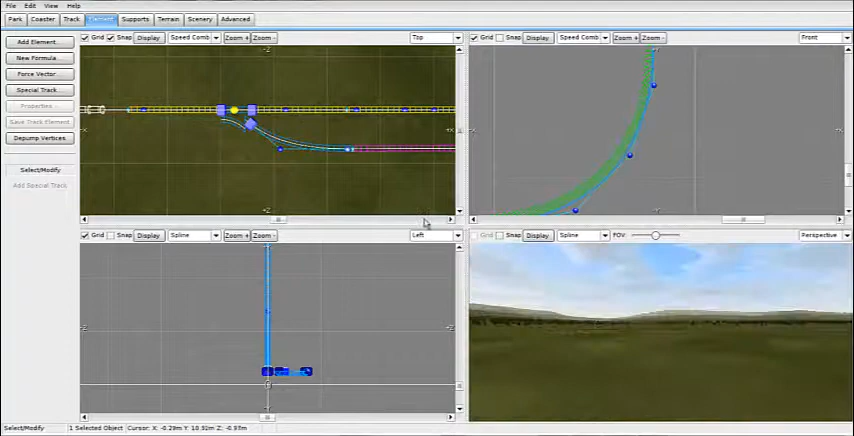 File Edit View Help
Park Coaster Track Element Supports Terrain Scenery Advanced
Add Element...
New Formula...
Force Vector...
Special Track...
Properties...
Save Track Element
Depump Vertices
Select/Modify
Add Special Track
Grid Snap Display Speed Comb Zoom + Zoom - Top
Grid Snap Display Speed Comb Zoom + Zoom - Front
Grid Snap Display Spline Zoom + Zoom - Left
Grid Snap Display Spline FOV: Perspective
Select/Modify 1 Selected Object Cursor: X: -0.29m Y: 10.32m Z: -0.97m